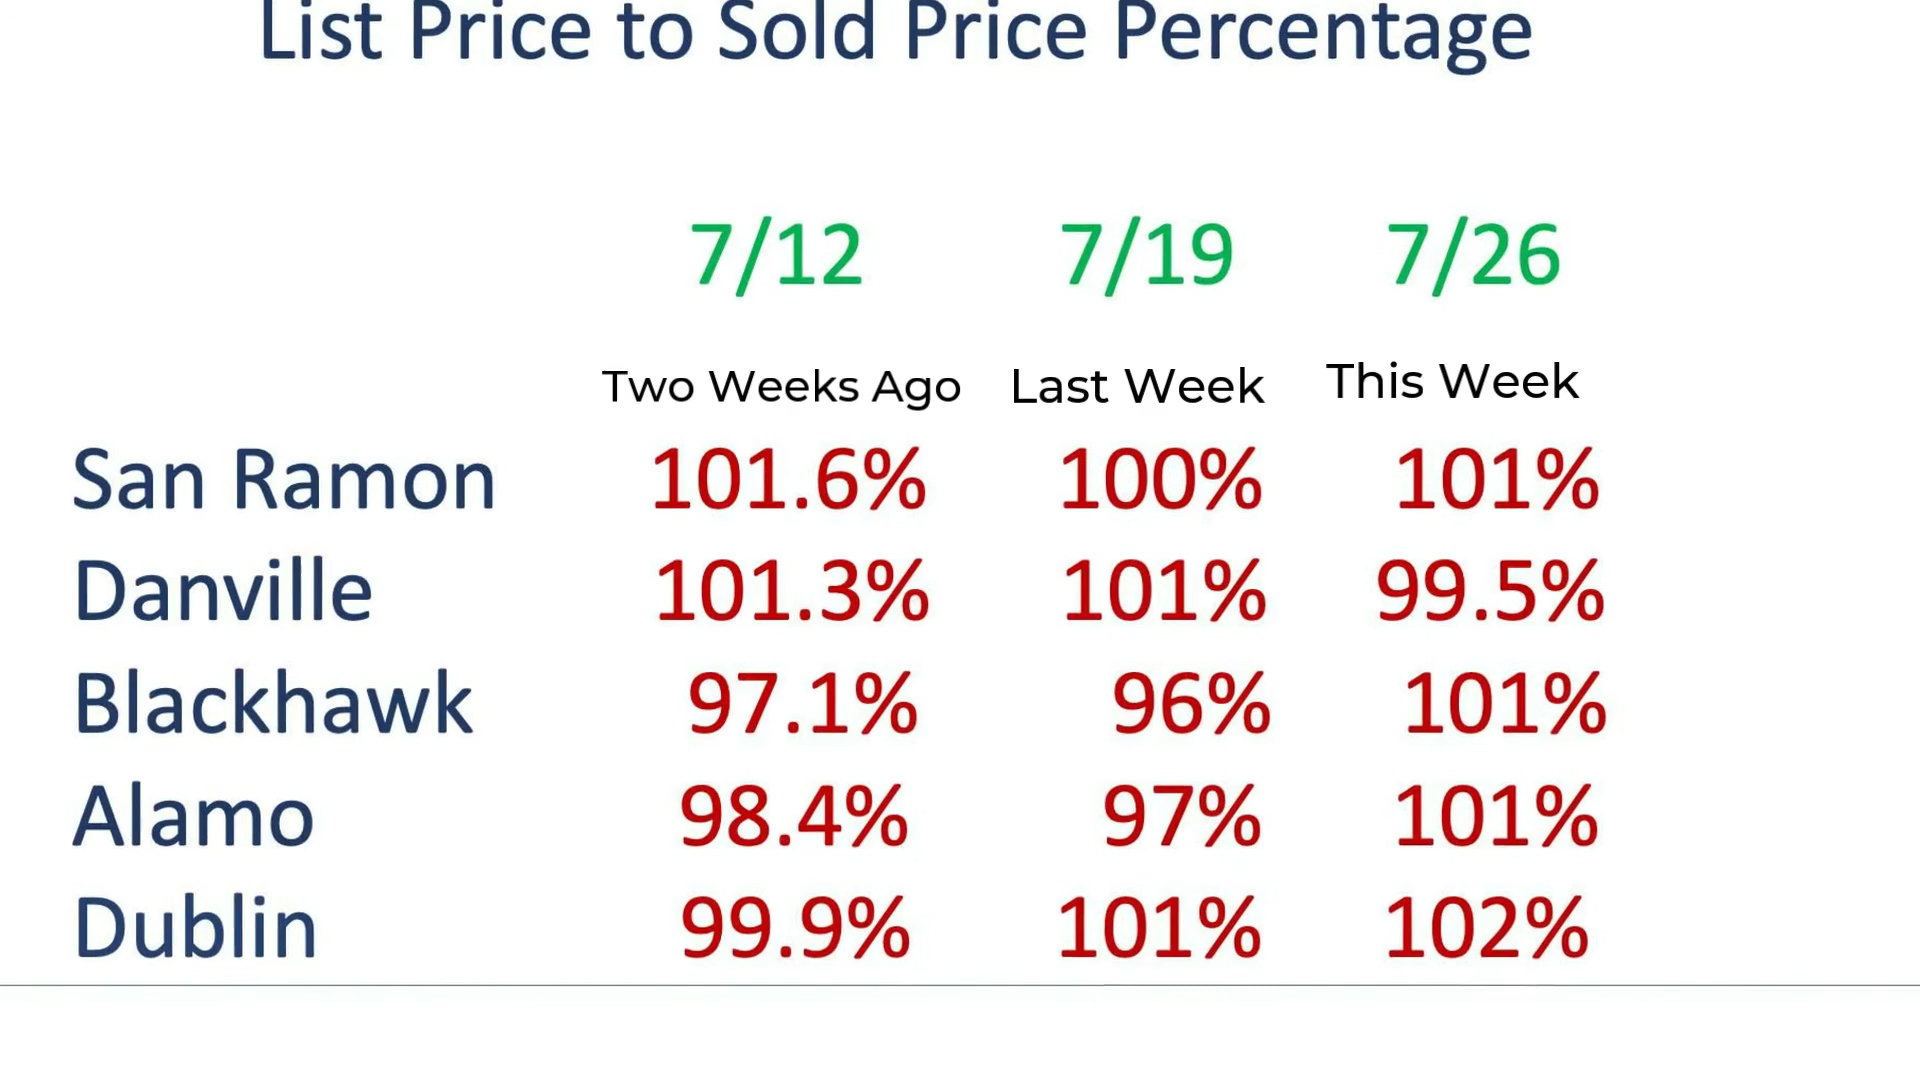 List Price to Sold Price Percentage
7/12 7/19 7/26
Two Weeks Ago Last Week This Week
San Ramon 101.6% 100% 101%
Danville 101.3% 101% 99.5%
Blackhawk 97.1% 96% 101%
Alamo 98.4% 97% 101%
Dublin 99.9% 101% 102%